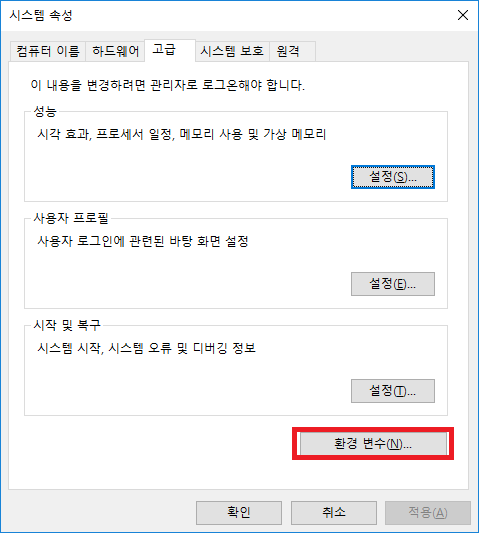 시스템 속성
컴퓨터 이름 하드웨어 고급 시스템 보호 원격
이 내용을 변경하려면 관리자로 로그온해야 합니다.
성능
시각 효과, 프로세서 일정, 메모리 사용 및 가상 메모리
설정(S)...
사용자 프로필
사용자 로그인에 관련된 바탕 화면 설정
설정(E)...
시작 및 복구
시스템 시작, 시스템 오류 및 디버깅 정보
설정(T)...
환경 변수(N)...
확인 취소 적용(A)